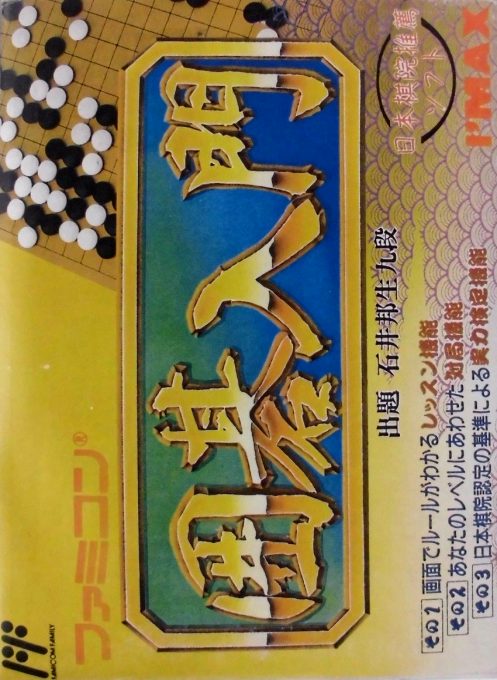 ファミコン®
FAMICOM FAMILY
囲碁入門
日本棋院推薦
ソフト
I'MAX
出題 石井邦生九段
その1 画面でルールがわかるレッスン機能
その2 あなたのレベルにあわせた対局機能
その3 日本棋院認定の基準による実力検定機能